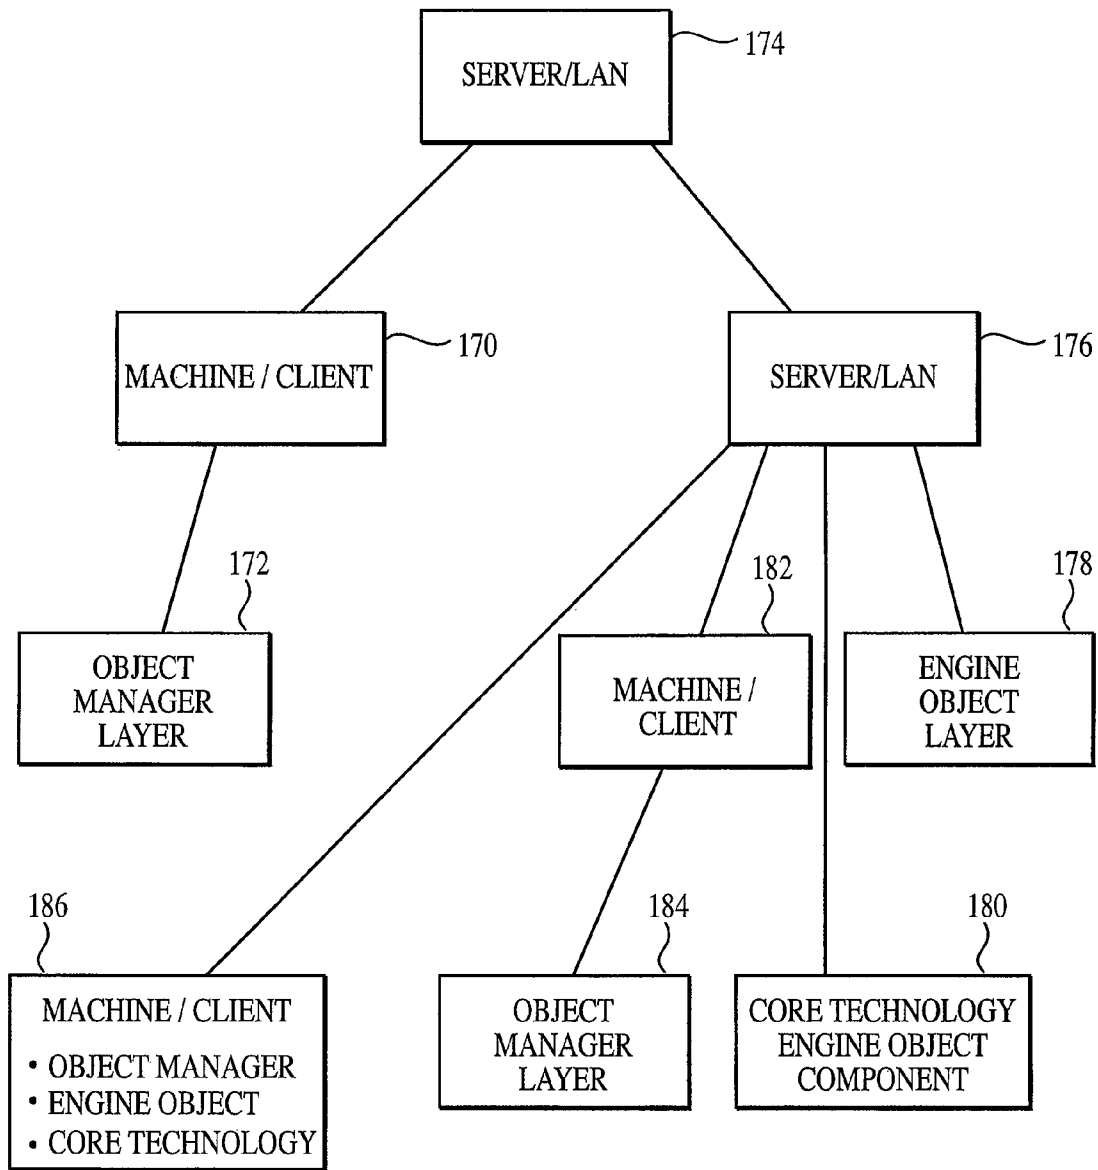 SERVER/LAN
174
MACHINE / CLIENT
170
SERVER/LAN
176
172
OBJECT
MANAGER
LAYER
182
MACHINE /
CLIENT
178
ENGINE
OBJECT
LAYER
186
MACHINE / CLIENT
• OBJECT MANAGER
• ENGINE OBJECT
• CORE TECHNOLOGY
184
OBJECT
MANAGER
LAYER
180
CORE TECHNOLOGY
ENGINE OBJECT
COMPONENT